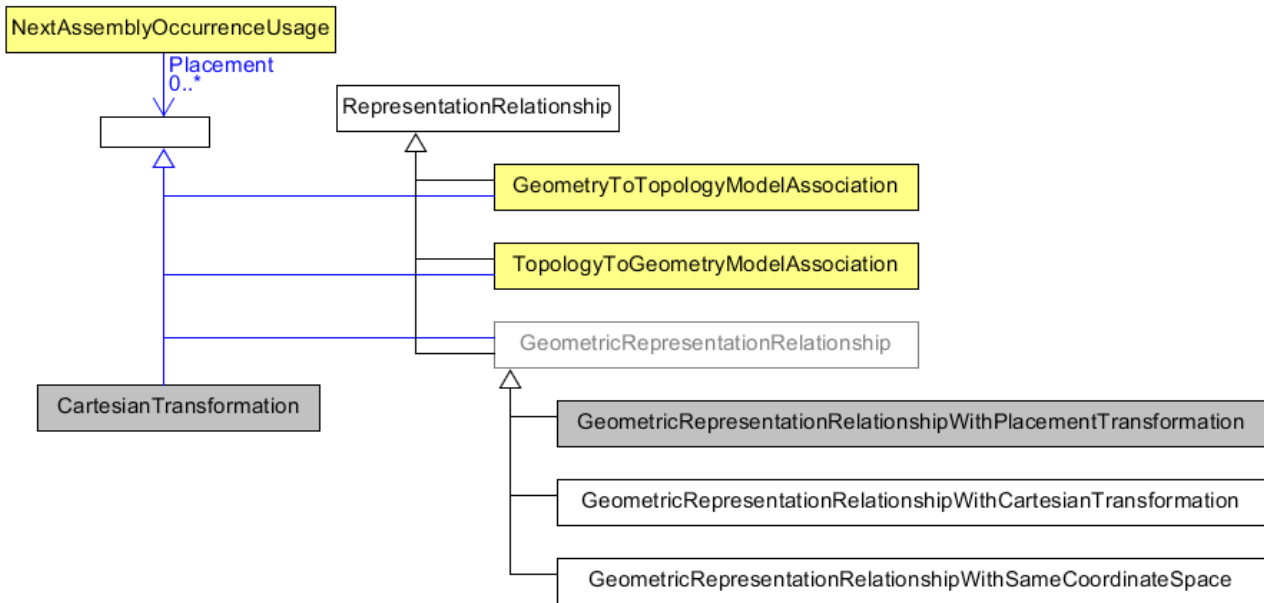 NextAssemblyOccurrenceUsage
Placement
0..*
RepresentationRelationship
GeometryToTopologyModelAssociation
TopologyToGeometryModelAssociation
GeometricRepresentationRelationship
CartesianTransformation
GeometricRepresentationRelationshipWithPlacementTransformation
GeometricRepresentationRelationshipWithCartesianTransformation
GeometricRepresentationRelationshipWithSameCoordinateSpace